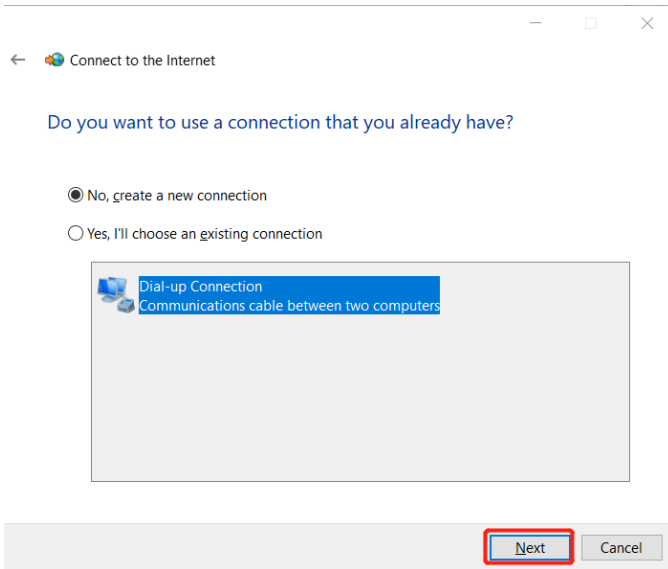 Connect to the Internet
Do you want to use a connection that you already have?
No, create a new connection
Yes, I'll choose an existing connection
Dial-up Connection
Communications cable between two computers
Next
Cancel